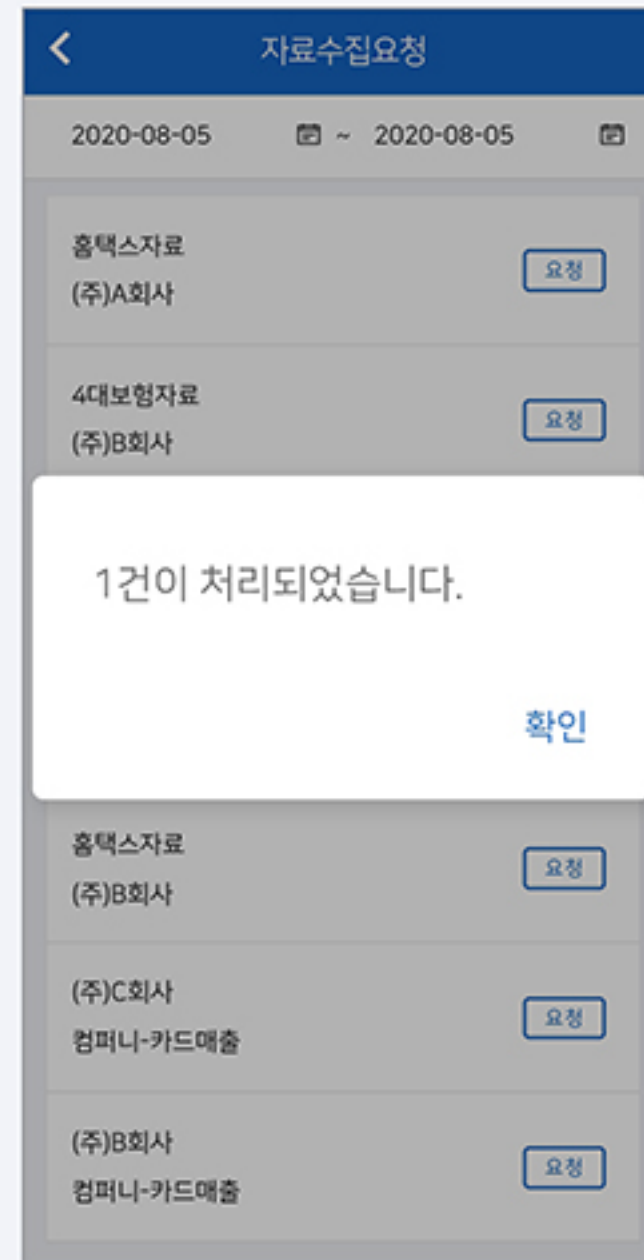 자료수집요청
2020-08-05 ~ 2020-08-05
홈택스자료
(주)A회사
요청
4대보험자료
(주)B회사
요청
1건이 처리되었습니다.
확인
홈택스자료
(주)B회사
요청
(주)C회사
컴퍼니-카드매출
요청
(주)B회사
컴퍼니-카드매출
요청